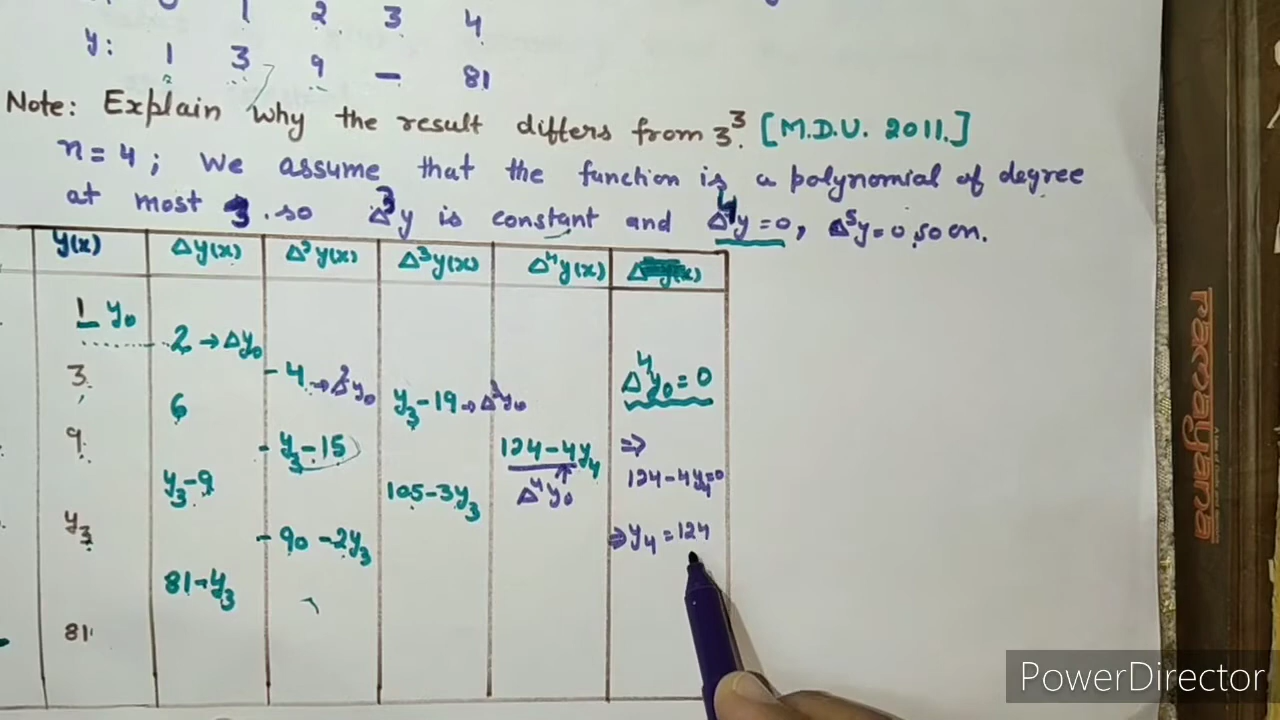 1 2 3 4
y: 1 3 9 – 81
Note: Explain why the result differs from 3³. [M.D.U. 2011.]
n=4; We assume that the function is a polynomial of degree
at most 3. so Δ³y is constant and Δ⁴y=0, Δ⁵y=0, so on.
y(x) Δy(x) Δ²y(x) Δ³y(x) Δ⁴y(x)
1 y₀
2 → Δy₀
4 → Δ²y₀
3
6
y₃-19 → Δ³y₀
Δ⁴y₀=0
9
y₃-15
124-4y₄
⇒
124-4y₄=0
y₃-9
105-3y₃
Δ⁴y₀
y₃
90-2y₃
⇒ y₄=124
81-y₃
81
ramayana
PowerDirector